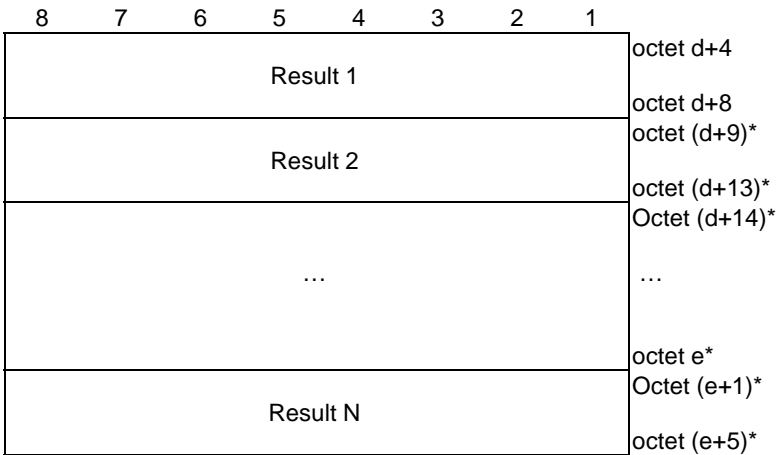 8 7 6 5 4 3 2 1
octet d+4
Result 1
octet d+8
octet (d+9)*
Result 2
octet (d+13)*
Octet (d+14)*
… …
octet e*
Octet (e+1)*
Result N
octet (e+5)*